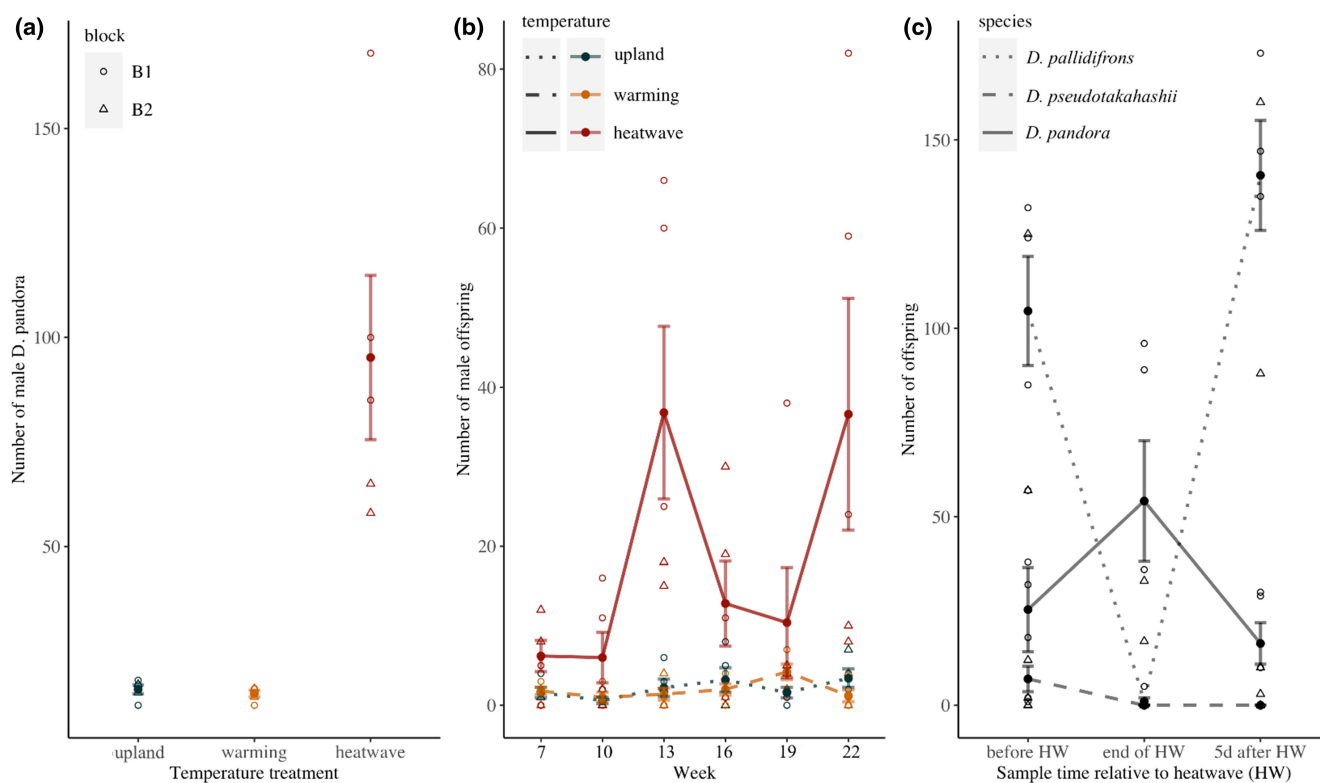 (a)
block
B1
B2
150
100
50
Number of male D. pandora
upland
warming
heatwave
Temperature treatment
(b)
temperature
upland
warming
heatwave
80
60
40
20
0
Number of male offspring
7
10
13
16
19
22
Week
(c)
species
D. pallidifrons
D. pseudotakahashii
D. pandora
150
100
50
0
Number of offspring
before HW
end of HW
5d after HW
Sample time relative to heatwave (HW)